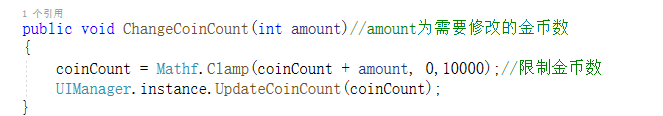 1 个引用
public void ChangeCoinCount(int amount)//amount为需要修改的金币数
{
coinCount = Mathf.Clamp(coinCount + amount, 0,10000);//限制金币数
UIManager.instance.UpdateCoinCount(coinCount);
}